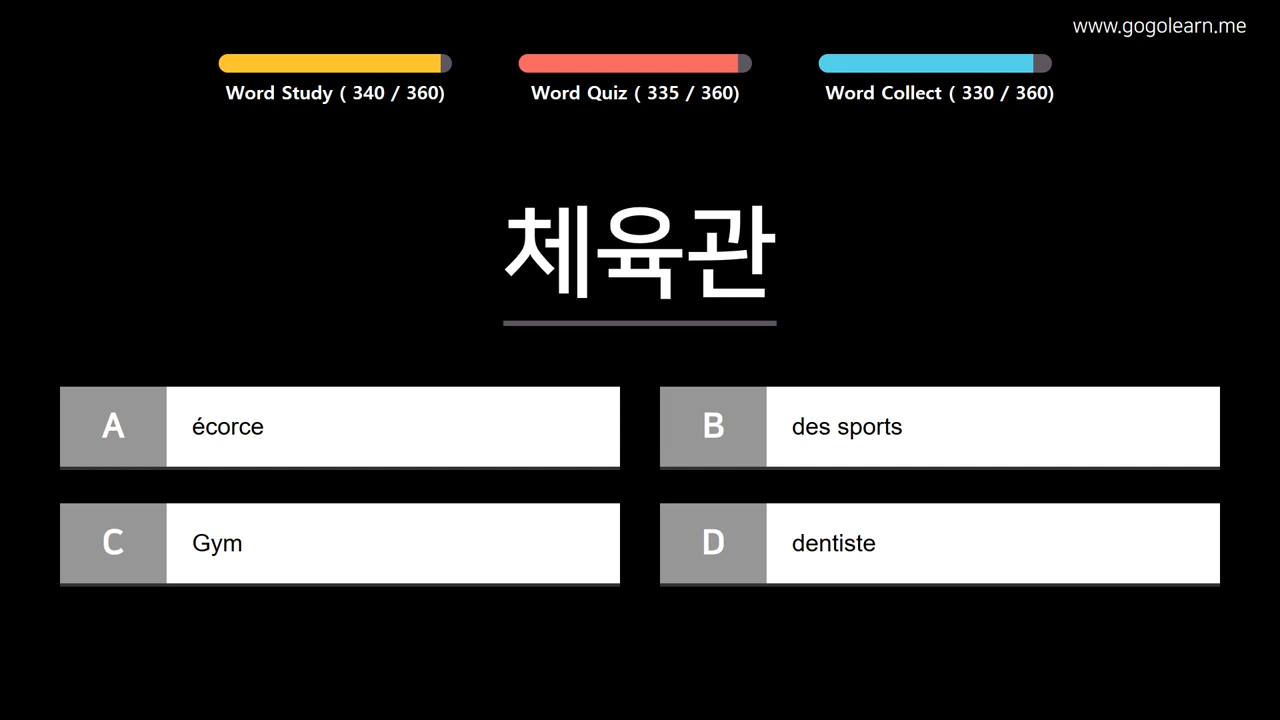 www.gogolearn.me
Word Study ( 340 / 360)
Word Quiz ( 335 / 360)
Word Collect ( 330 / 360)
체육관
A écorce
B des sports
C Gym
D dentiste